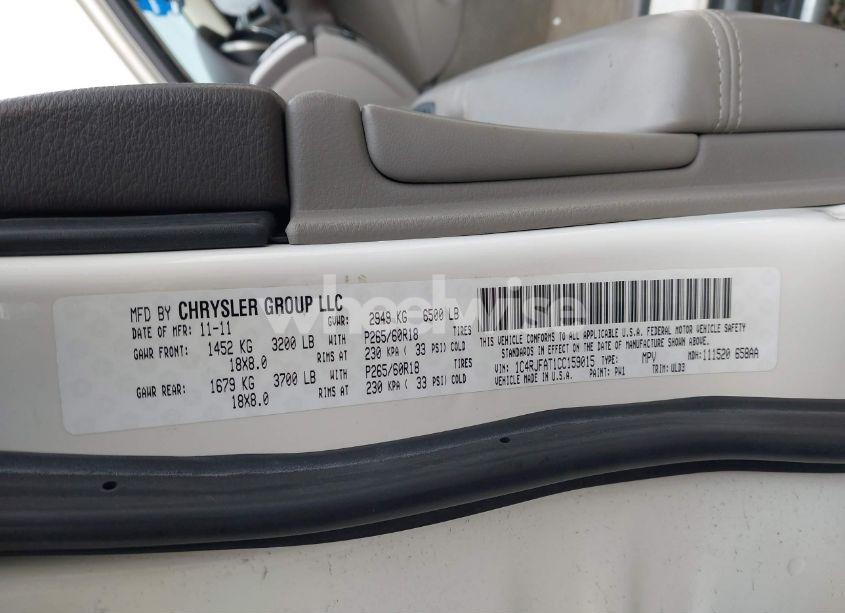 MFD BY CHRYSLER GROUP LLC
DATE OF MFR: 11-11 GVWR: 2949 KG 6500 LB
GAWR FRONT: 1452 KG 3200 LB WITH P265/60R18 TIRES
18X8.0 RIMS AT 230 KPA ( 33 PSI) COLD
GAWR REAR: 1679 KG 3700 LB WITH P265/60R18 TIRES
18X8.0 RIMS AT 230 KPA ( 33 PSI) COLD
THIS VEHICLE CONFORMS TO ALL APPLICABLE U.S.A. FEDERAL MOTOR VEHICLE SAFETY
STANDARDS IN EFFECT ON THE DATE OF MANUFACTURE SHOWN ABOVE.
VIN: 1C4RJFAT1CC159015 TYPE: MPV MDH: 111520 658AA
VEHICLE MADE IN U.S.A. PAINT: PW1 TRIM: ULD3
wheelwise